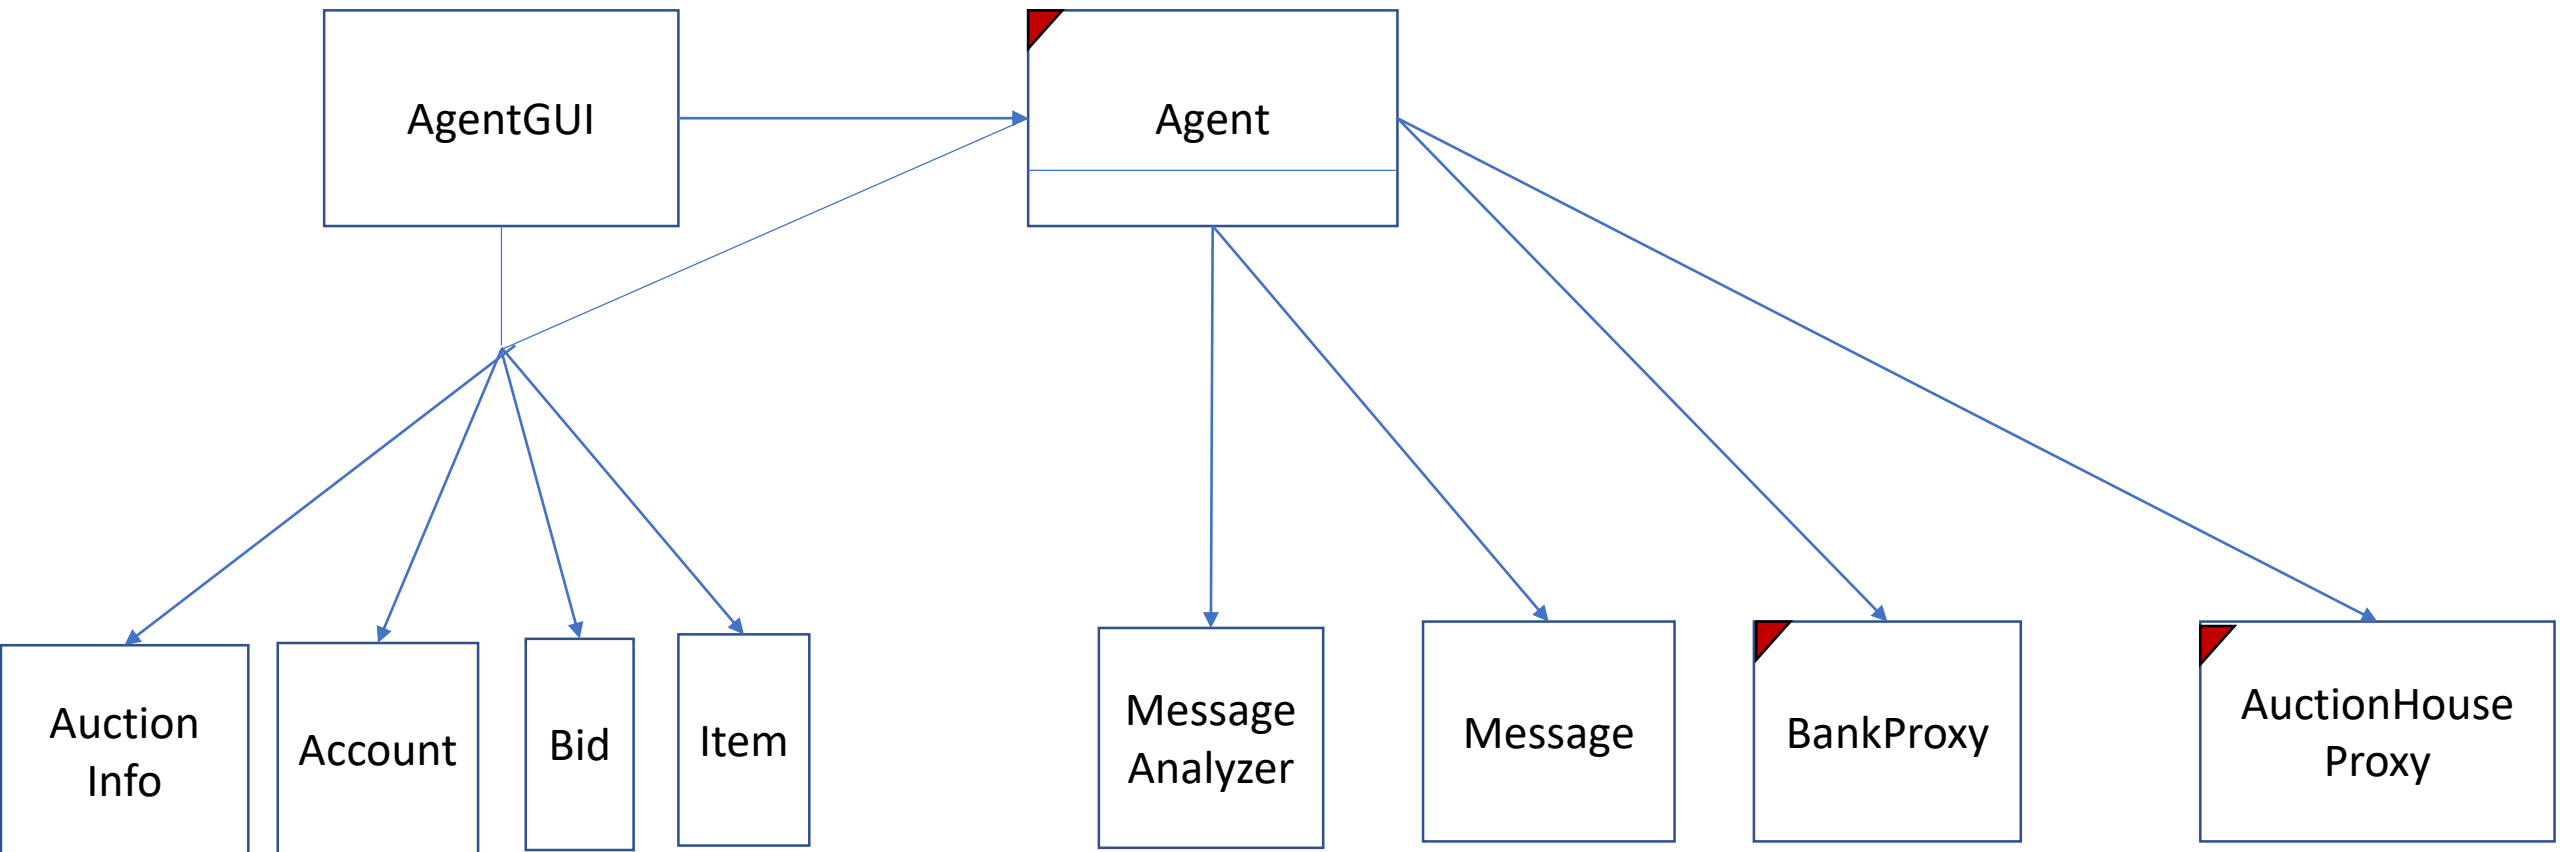 AgentGUI
Agent
Auction
Info
Account
Bid
Item
Message
Analyzer
Message
BankProxy
AuctionHouse
Proxy